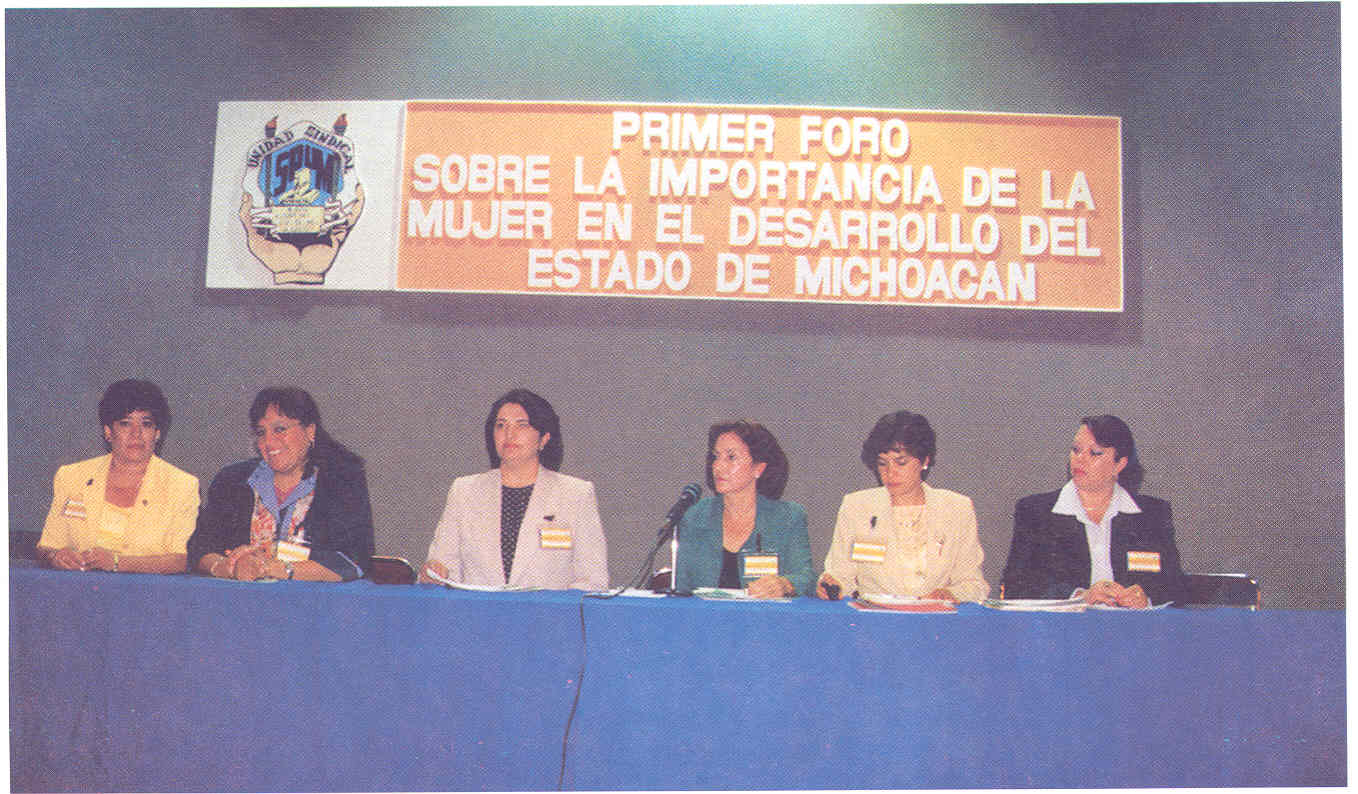 UNIDAD SINDICAL
SPUM
PRIMER FORO
SOBRE LA IMPORTANCIA DE LA
MUJER EN EL DESARROLLO DEL
ESTADO DE MICHOACAN